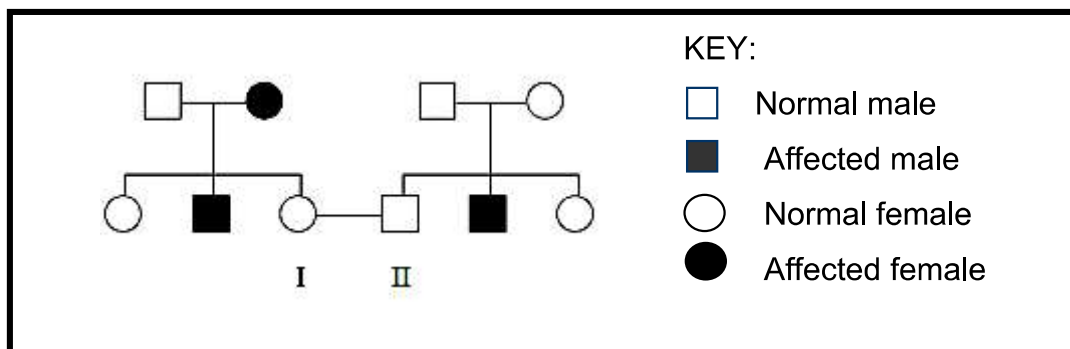 KEY:
Normal male
Affected male
Normal female
Affected female
I II